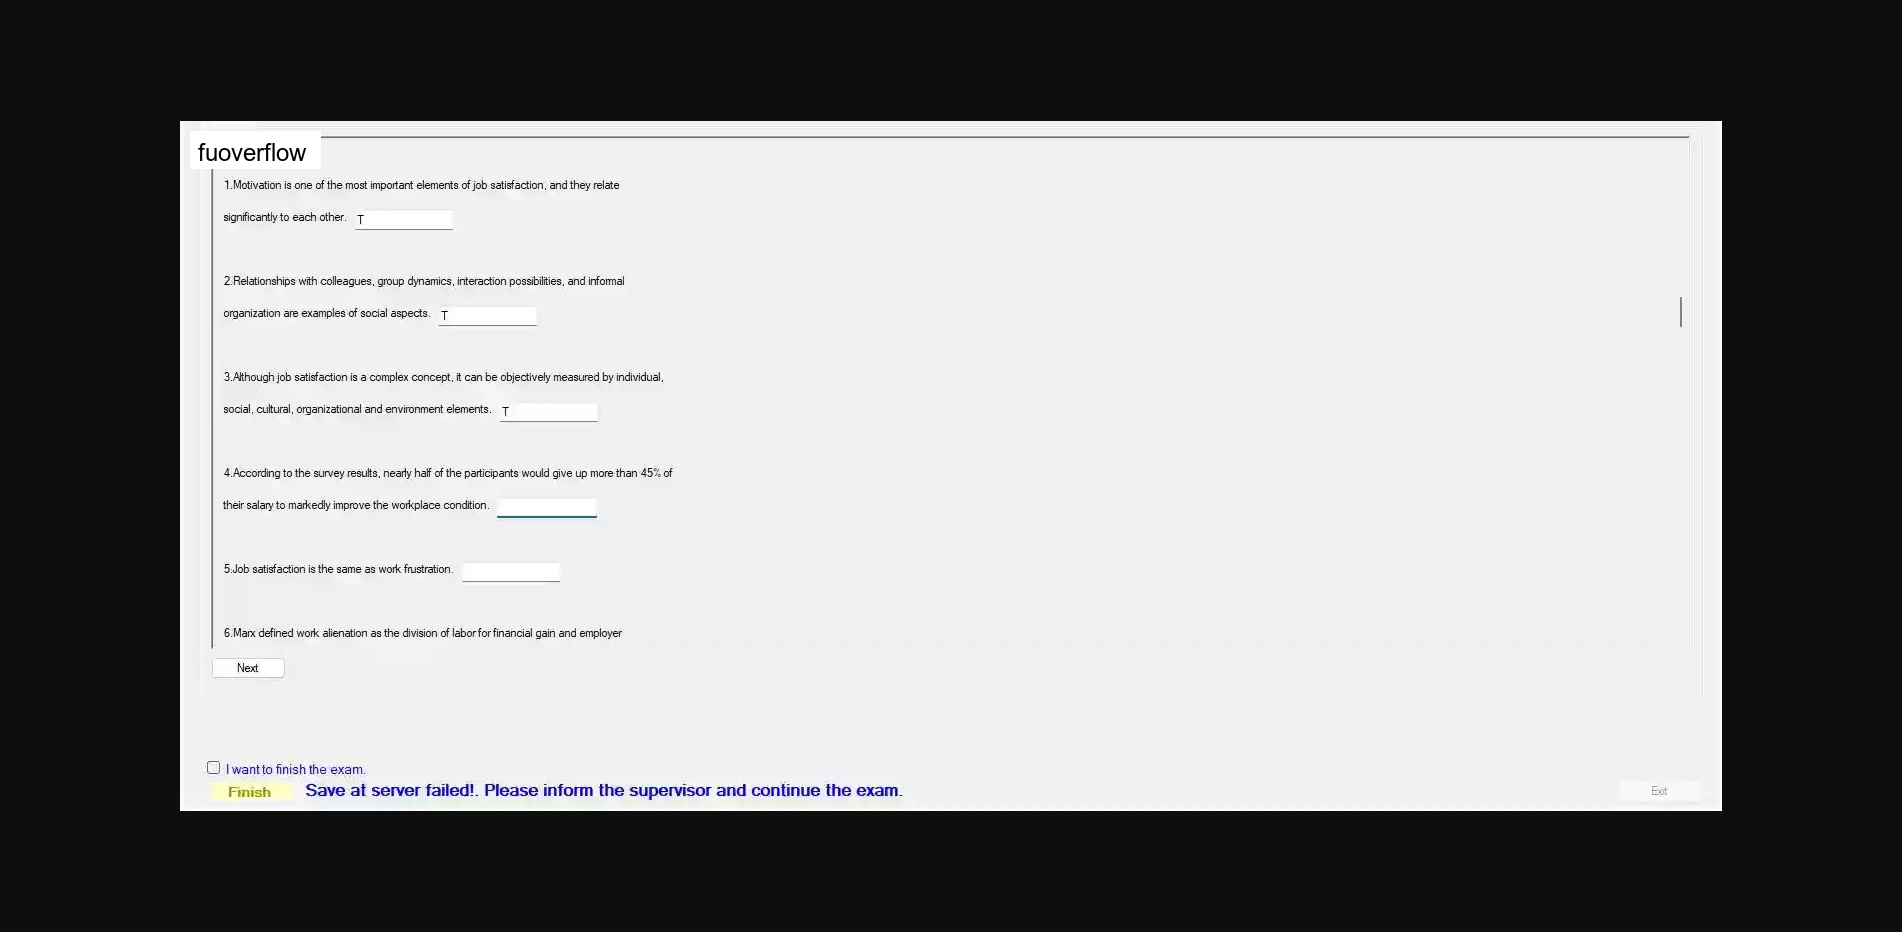 fuoverflow
1.Motivation is one of the most important elements of job satisfaction, and they relate
significantly to each other. T
2.Relationships with colleagues, group dynamics, interaction possibilities, and informal
organization are examples of social aspects. T
3.Although job satisfaction is a complex concept, it can be objectively measured by individual,
social, cultural, organizational and environment elements. T
4.According to the survey results, nearly half of the participants would give up more than 45% of
their salary to markedly improve the workplace condition.
5.Job satisfaction is the same as work frustration.
6.Marx defined work alienation as the division of labor for financial gain and employer
Next
I want to finish the exam.
Finish Save at server failed!. Please inform the supervisor and continue the exam.
Exit